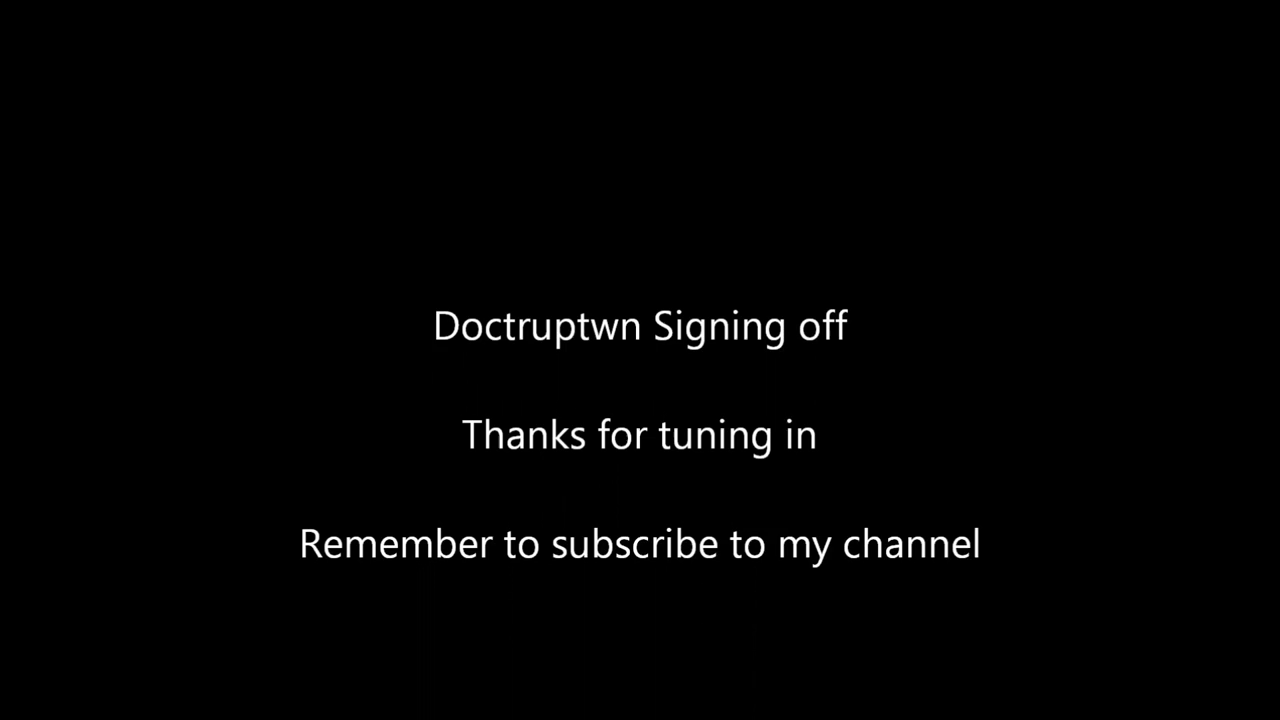 Doctruptwn Signing off
Thanks for tuning in
Remember to subscribe to my channel